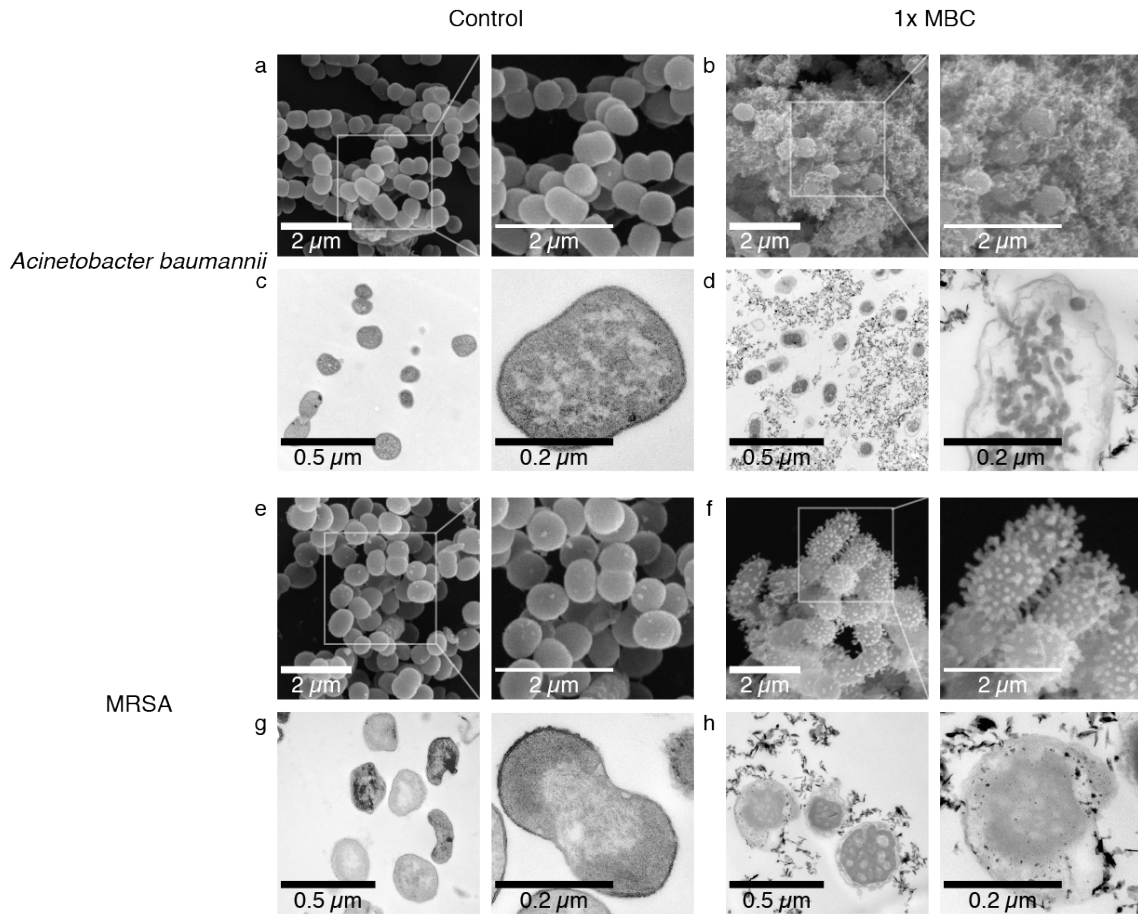 Control 1x MBC
a b
2 µm 2 µm 2 µm 2 µm
Acinetobacter baumannii
c d
0.5 µm 0.2 µm 0.5 µm 0.2 µm
e f
2 µm 2 µm 2 µm 2 µm
MRSA
g h
0.5 µm 0.2 µm 0.5 µm 0.2 µm